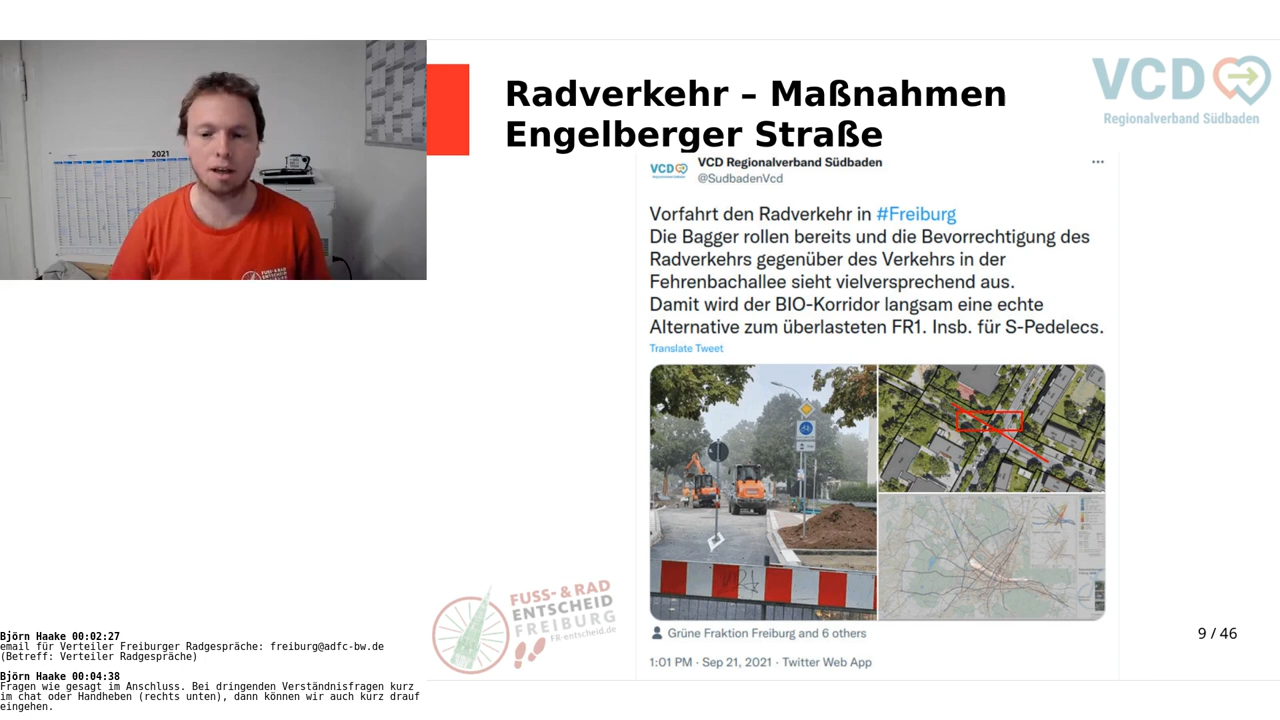 2021
FUSS- & RAD
Radverkehr – Maßnahmen
Engelberger Straße
VCD
Regionalverband Südbaden
VCD
VCD Regionalverband Südbaden
@SudbadenVcd
Vorfahrt den Radverkehr in #Freiburg
Die Bagger rollen bereits und die Bevorrechtigung des
Radverkehrs gegenüber des Verkehrs in der
Fehrenbachallee sieht vielversprechend aus.
Damit wird der BIO-Korridor langsam eine echte
Alternative zum überlasteten FR1. Insb. für S-Pedelecs.
Translate Tweet
Grüne Fraktion Freiburg and 6 others
1:01 PM · Sep 21, 2021 · Twitter Web App
FUSS- & RAD
ENTSCHEID
FREIBURG
FR-entscheid.de
9 / 46
Björn Haake 00:02:27
email für Verteiler Freiburger Radgespräche: freiburg@adfc-bw.de
(Betreff: Verteiler Radgespräche)
Björn Haake 00:04:38
Fragen wie gesagt im Anschluss. Bei dringenden Verständnisfragen kurz
im chat oder Handheben (rechts unten), dann können wir auch kurz drauf
eingehen.